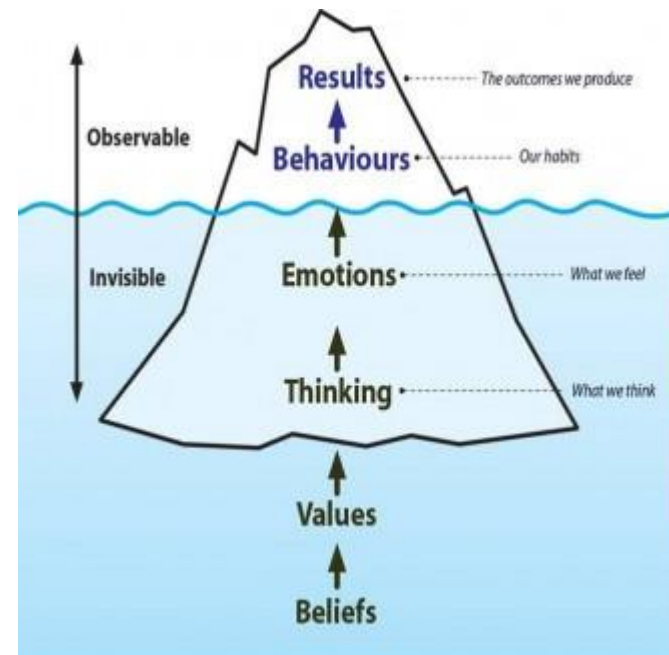 Results
The outcomes we produce
Observable
Behaviours
Our habits
Invisible
Emotions
What we feel
Thinking
What we think
Values
Beliefs